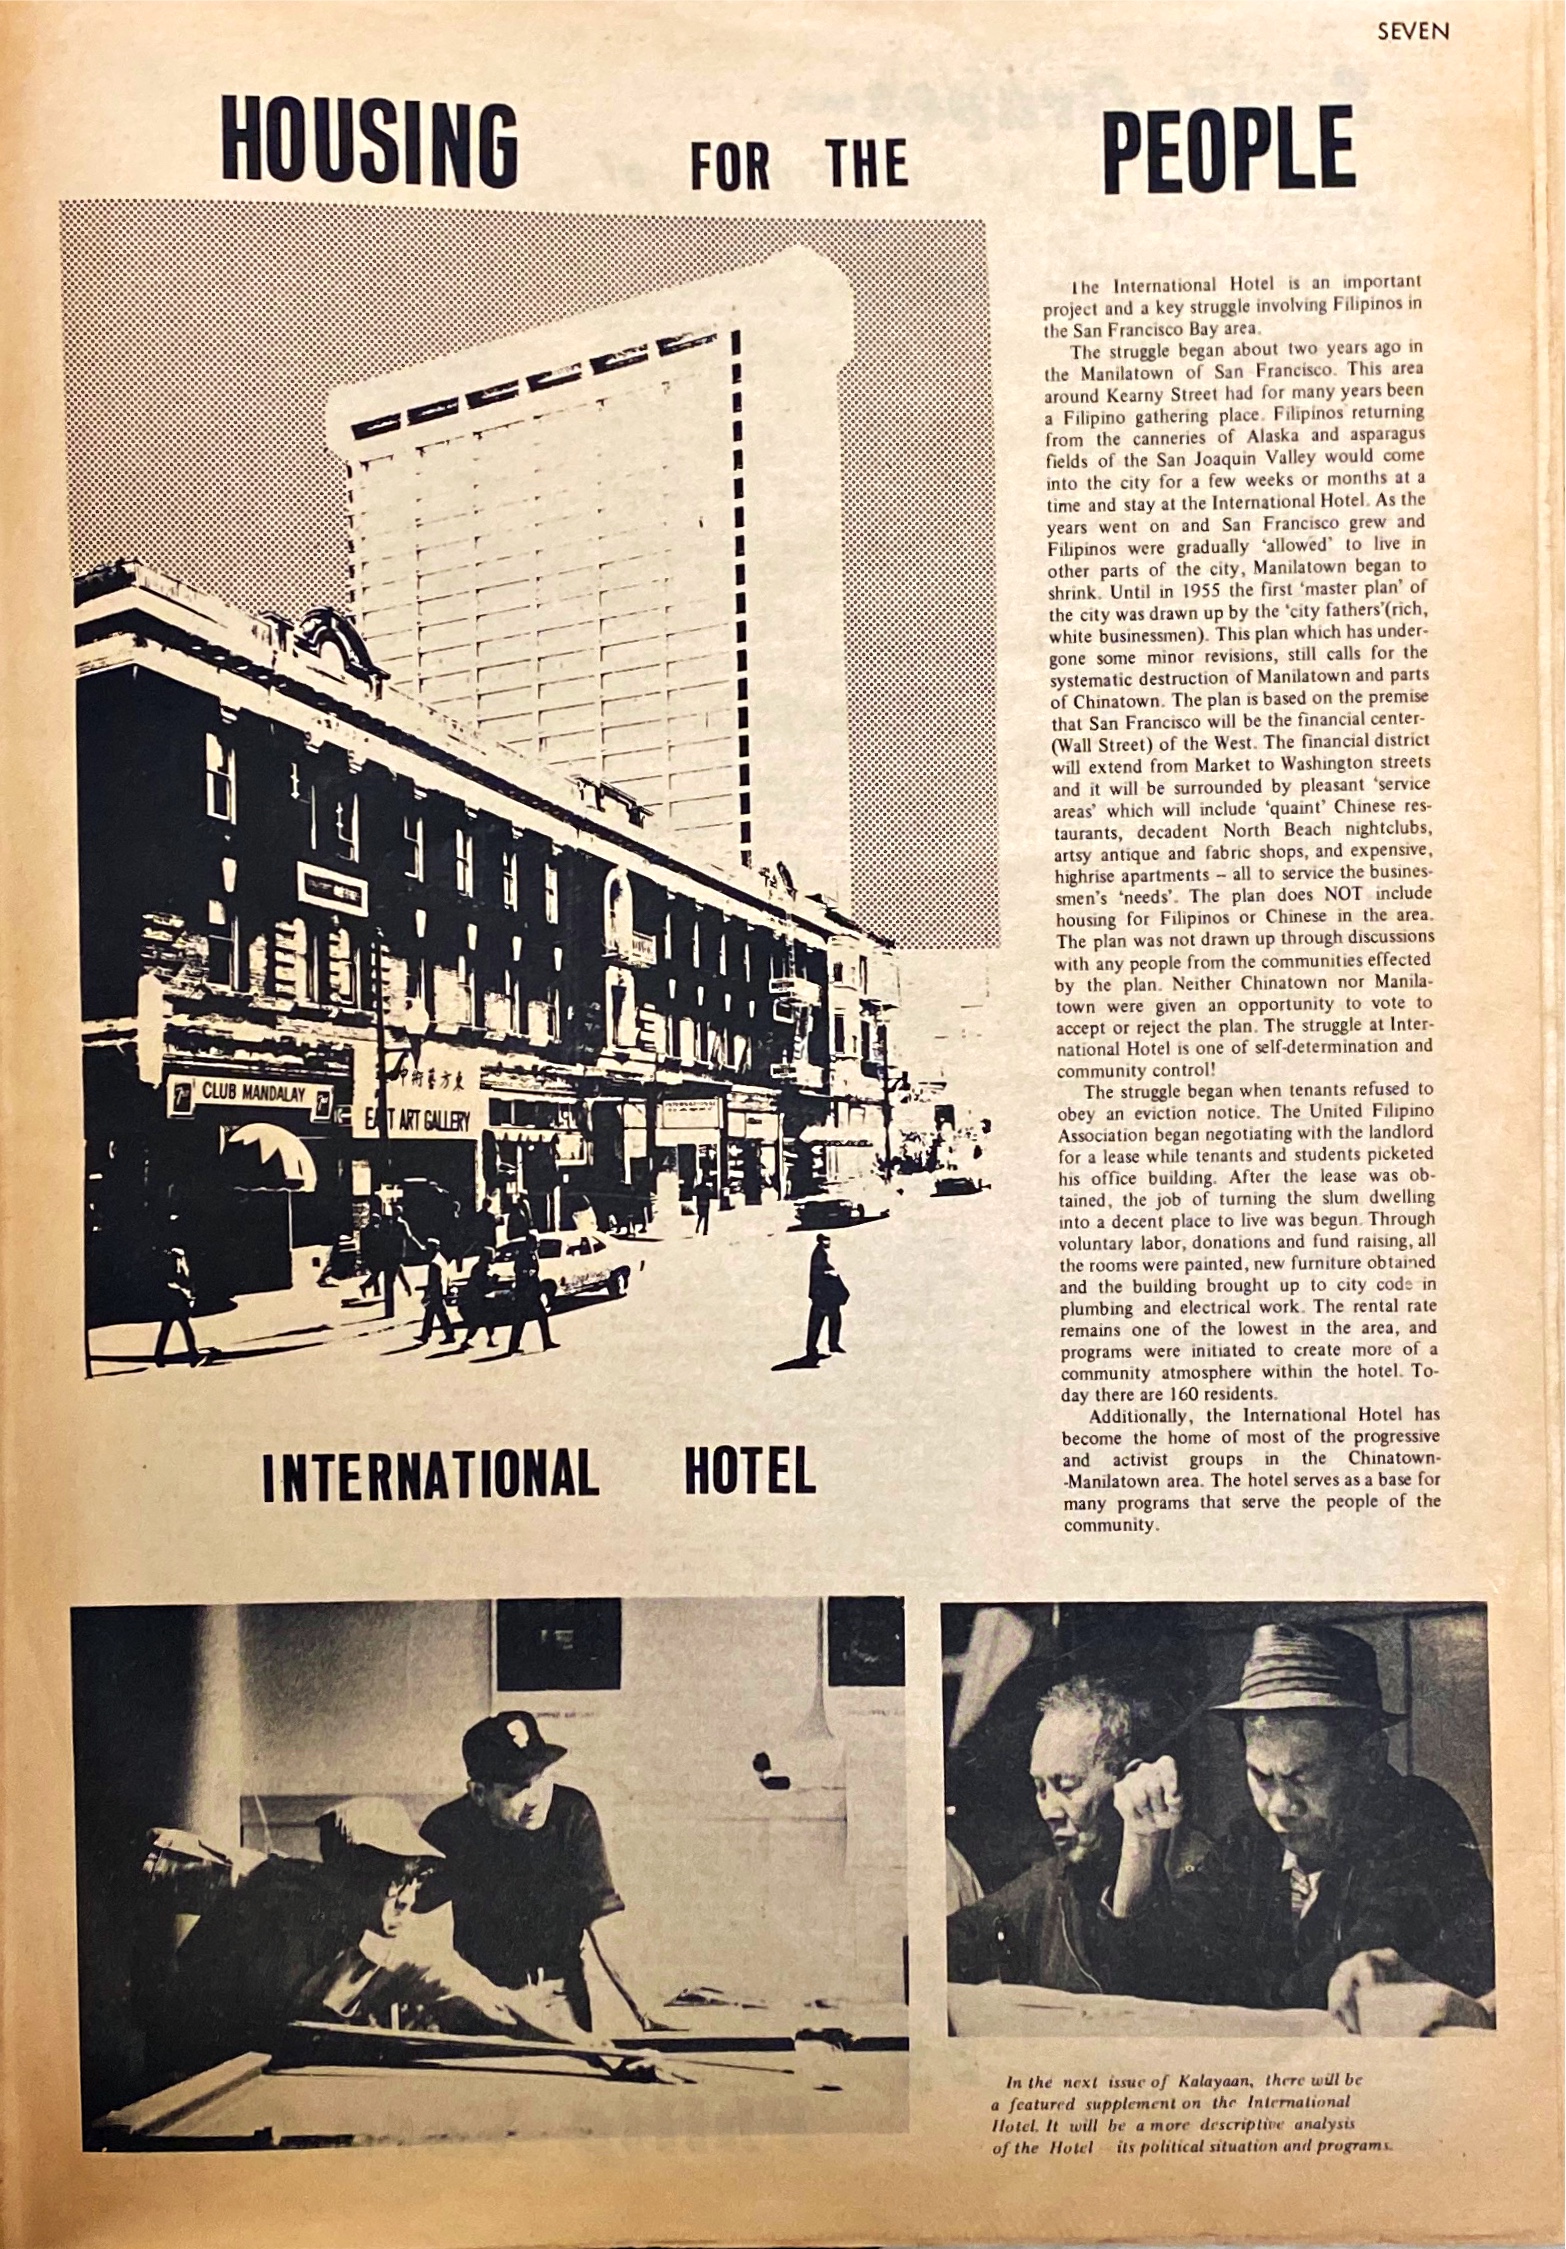 SEVEN
HOUSING FOR THE PEOPLE
The International Hotel is an important
project and a key struggle involving Filipinos in
the San Francisco Bay area.
The struggle began about two years ago in
the Manilatown of San Francisco. This area
around Kearny Street had for many years been
a Filipino gathering place. Filipinos returning
from the canneries of Alaska and asparagus
fields of the San Joaquin Valley would come
into the city for a few weeks or months at a
time and stay at the International Hotel. As the
years went on and San Francisco grew and
Filipinos were gradually ‘allowed’ to live in
other parts of the city, Manilatown began to
shrink. Until in 1955 the first ‘master plan’ of
the city was drawn up by the ‘city fathers’(rich,
white businessmen). This plan which has under-
gone some minor revisions, still calls for the
systematic destruction of Manilatown and parts
of Chinatown. The plan is based on the premise
that San Francisco will be the financial center-
(Wall Street) of the West. The financial district
will extend from Market to Washington streets
and it will be surrounded by pleasant ‘service
areas’ which will include ‘quaint’ Chinese res-
taurants, decadent North Beach nightclubs,
artsy antique and fabric shops, and expensive,
highrise apartments – all to service the busines-
smen’s ‘needs’. The plan does NOT include
housing for Filipinos or Chinese in the area.
The plan was not drawn up through discussions
with any people from the communities effected
by the plan. Neither Chinatown nor Manila-
town were given an opportunity to vote to
accept or reject the plan. The struggle at Inter-
national Hotel is one of self-determination and
community control!
The struggle began when tenants refused to
obey an eviction notice. The United Filipino
Association began negotiating with the landlord
for a lease while tenants and students picketed
his office building. After the lease was ob-
tained, the job of turning the slum dwelling
into a decent place to live was begun. Through
voluntary labor, donations and fund raising, all
the rooms were painted, new furniture obtained
and the building brought up to city code in
plumbing and electrical work. The rental rate
remains one of the lowest in the area, and
programs were initiated to create more of a
community atmosphere within the hotel. To-
day there are 160 residents.
Additionally, the International Hotel has
become the home of most of the progressive
and activist groups in the Chinatown-
-Manilatown area. The hotel serves as a base for
many programs that serve the people of the
community.
CLUB MANDALAY
中術藝方東
EAST ART GALLERY
INTERNATIONAL HOTEL
In the next issue of Kalayaan, there will be
a featured supplement on the International
Hotel. It will be a more descriptive analysis
of the Hotel its political situation and programs.